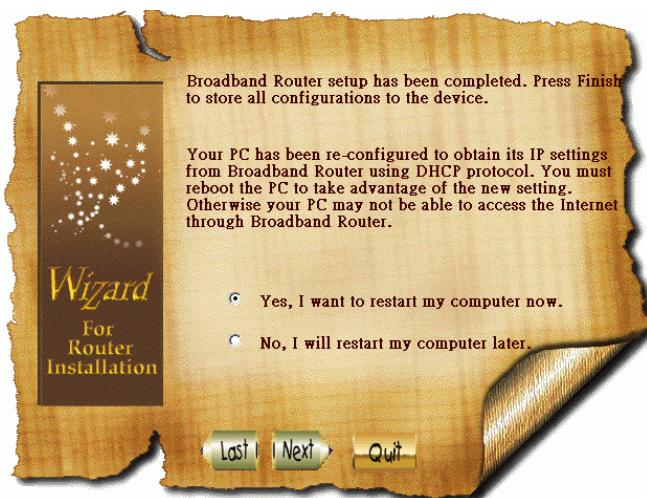 Broadband Router setup has been completed. Press Finish
to store all configurations to the device.
Your PC has been re-configured to obtain its IP settings
from Broadband Router using DHCP protocol. You must
reboot the PC to take advantage of the new setting.
Otherwise your PC may not be able to access the Internet
through Broadband Router.
Wizard
For
Router
Installation
Yes, I want to restart my computer now.
No, I will restart my computer later.
Last Next Quit